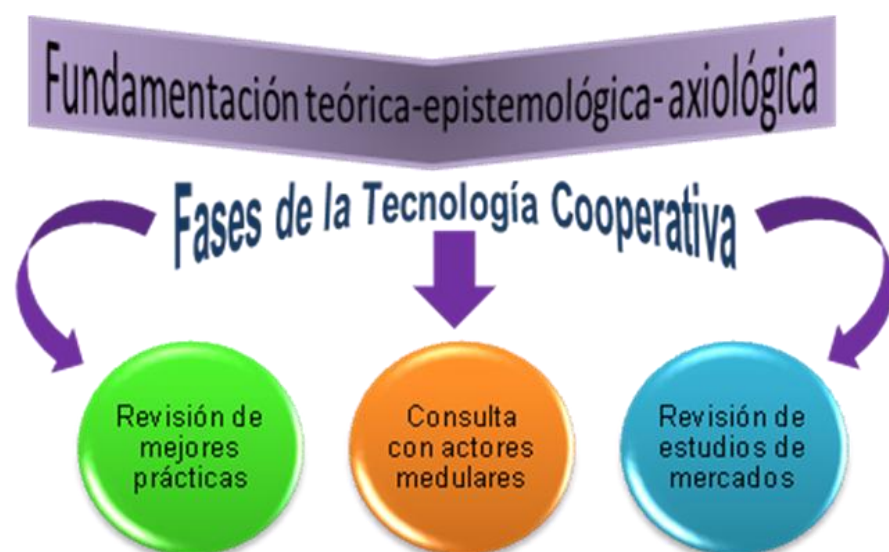 Fundamentación teórica-epistemológica- axiológica
Fases de la Tecnología Cooperativa
Revisión de
mejores
prácticas
Consulta
con actores
medulares
Revisión de
estudios de
mercados